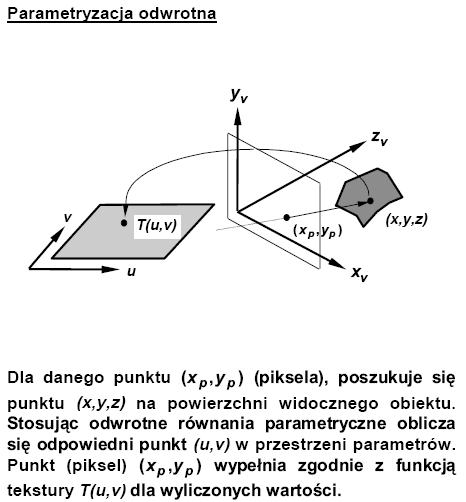 Parametryzacja odwrotna
y_v
z_v
v
T(u,v)
(x_p,y_p)
(x,y,z)
u
x_v
Dla danego punktu (x_p,y_p) (piksela), poszukuje się
punktu (x,y,z) na powierzchni widocznego obiektu.
Stosując odwrotne równania parametryczne oblicza
się odpowiedni punkt (u,v) w przestrzeni parametrów.
Punkt (piksel) (x_p,y_p) wypełnia zgodnie z funkcją
tekstury T(u,v) dla wyliczonych wartości.